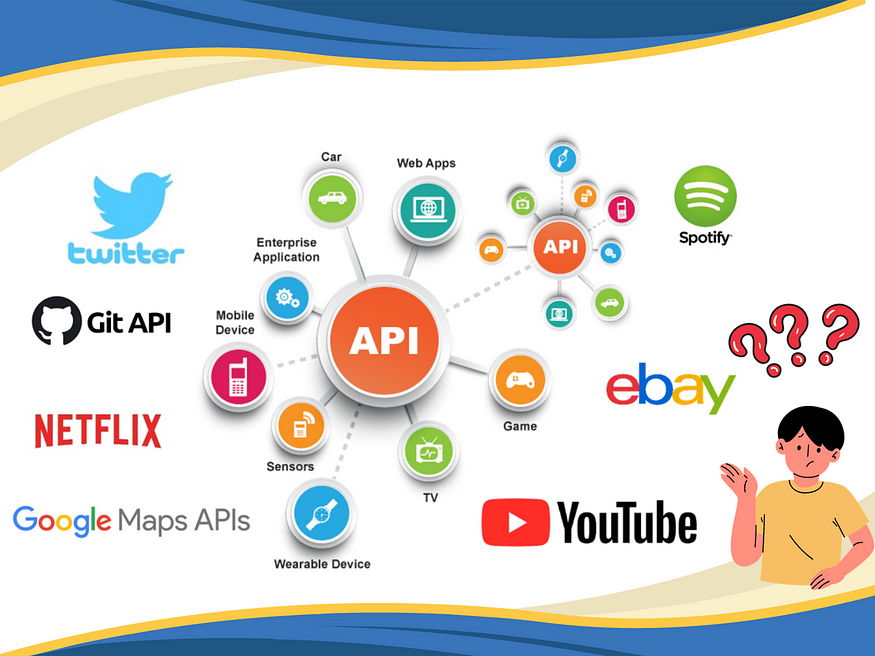 Car
Web Apps
Enterprise
Application
Mobile
Device
API
Sensors
Wearable Device
TV
Game
API
twitter
Git API
NETFLIX
Google Maps APIs
Spotify
ebay
YouTube
???